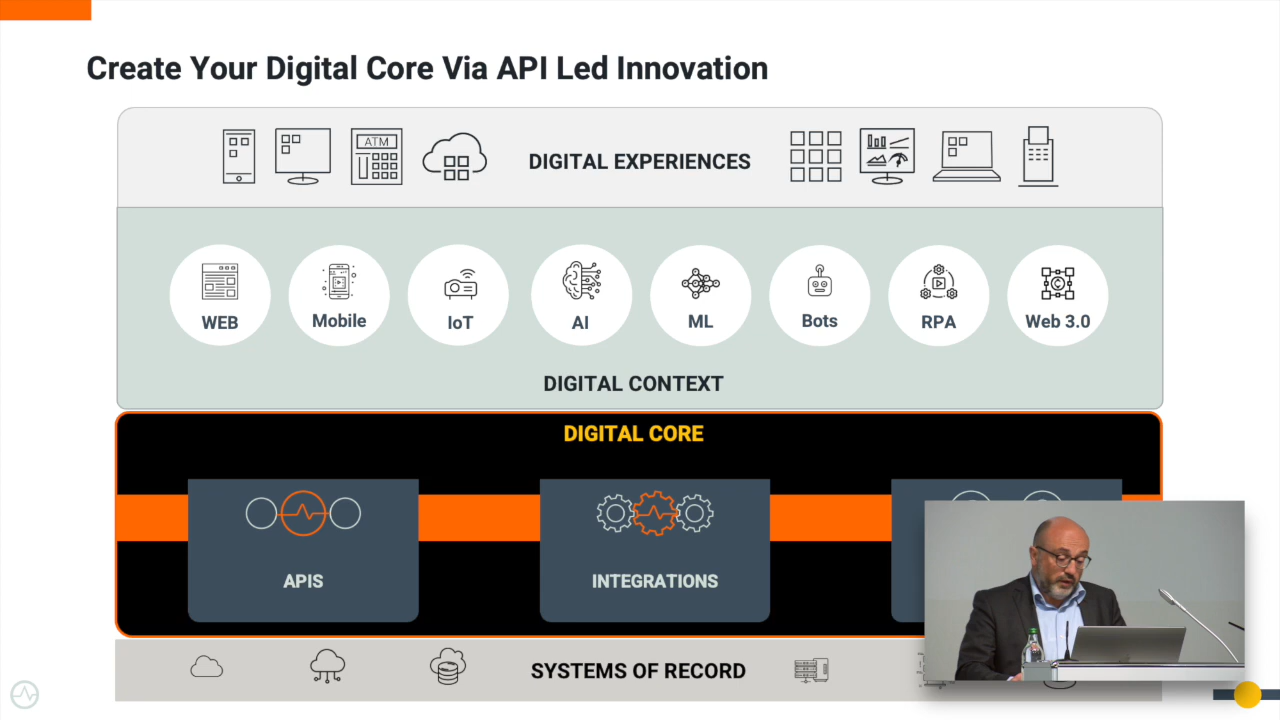 Create Your Digital Core Via API Led Innovation
ATM
DIGITAL EXPERIENCES
WEB
Mobile
IoT
AI
ML
Bots
RPA
Web 3.0
DIGITAL CONTEXT
DIGITAL CORE
APIS
INTEGRATIONS
SYSTEMS OF RECORD